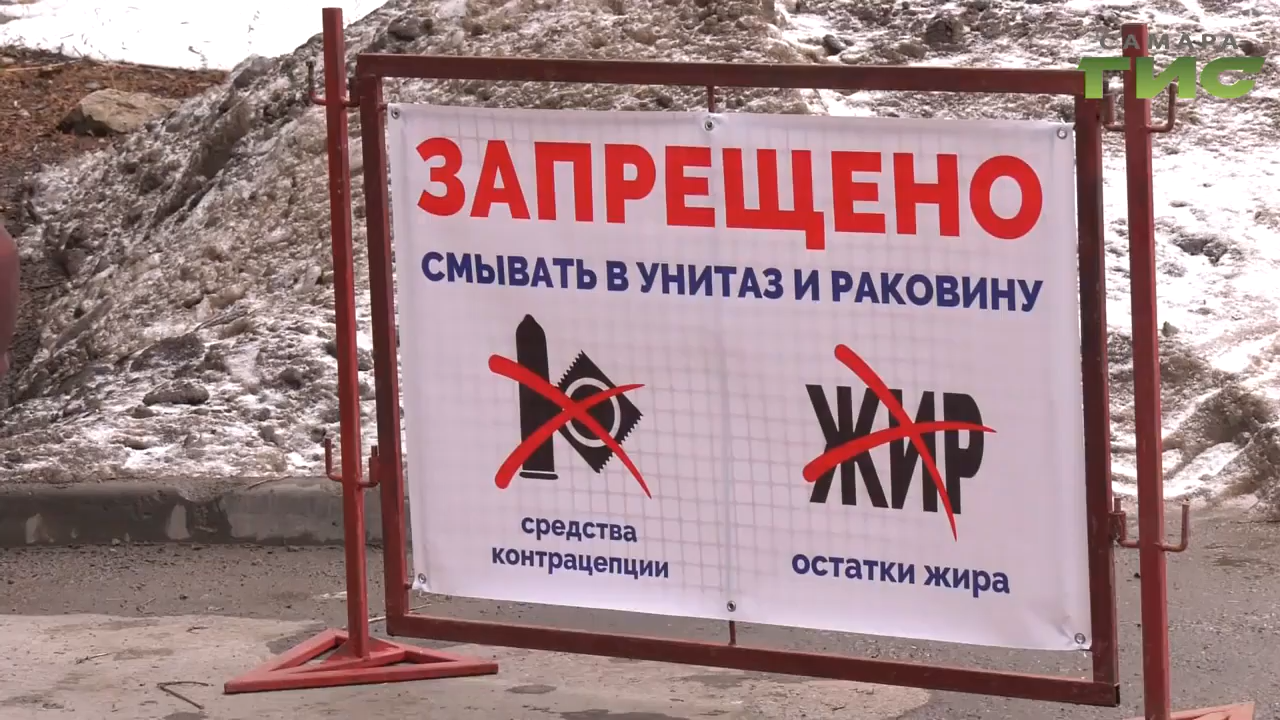 САМАРА
ГИС
ЗАПРЕЩЕНО
СМЫВАТЬ В УНИТАЗ И РАКОВИНУ
ЖИР
средства
контрацепции
остатки жира